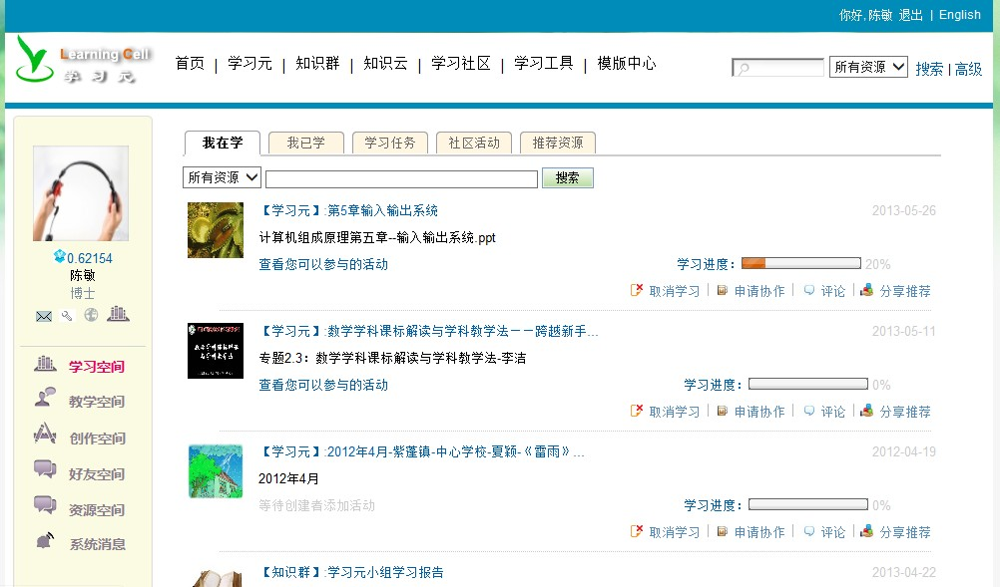 你好,陈敏 退出 | English
Learning Cell
学习元
首页 | 学习元 | 知识群 | 知识云 | 学习社区 | 学习工具 | 模版中心
所有资源 搜索 | 高级
我在学 我已学 学习任务 社区活动 推荐资源
所有资源 搜索
0.62154
陈敏
博士
学习空间
教学空间
创作空间
好友空间
资源空间
系统消息
【学习元】:第5章输入输出系统 2013-05-26
计算机组成原理第五章--输入输出系统.ppt
查看您可以参与的活动 学习进度： 20%
取消学习 | 申请协作 | 评论 | 分享推荐
【学习元】:数学学科课标解读与学科教学法－－跨越新手... 2013-05-11
专题2.3：数学学科课标解读与学科教学法-李洁
查看您可以参与的活动 学习进度： 0%
取消学习 | 申请协作 | 评论 | 分享推荐
【学习元】:2012年4月-紫蓬镇-中心学校-夏颖-《雷雨》... 2012-04-19
2012年4月
等待创建者添加活动 学习进度： 0%
取消学习 | 申请协作 | 评论 | 分享推荐
【知识群】:学习元小组学习报告 2013-04-22